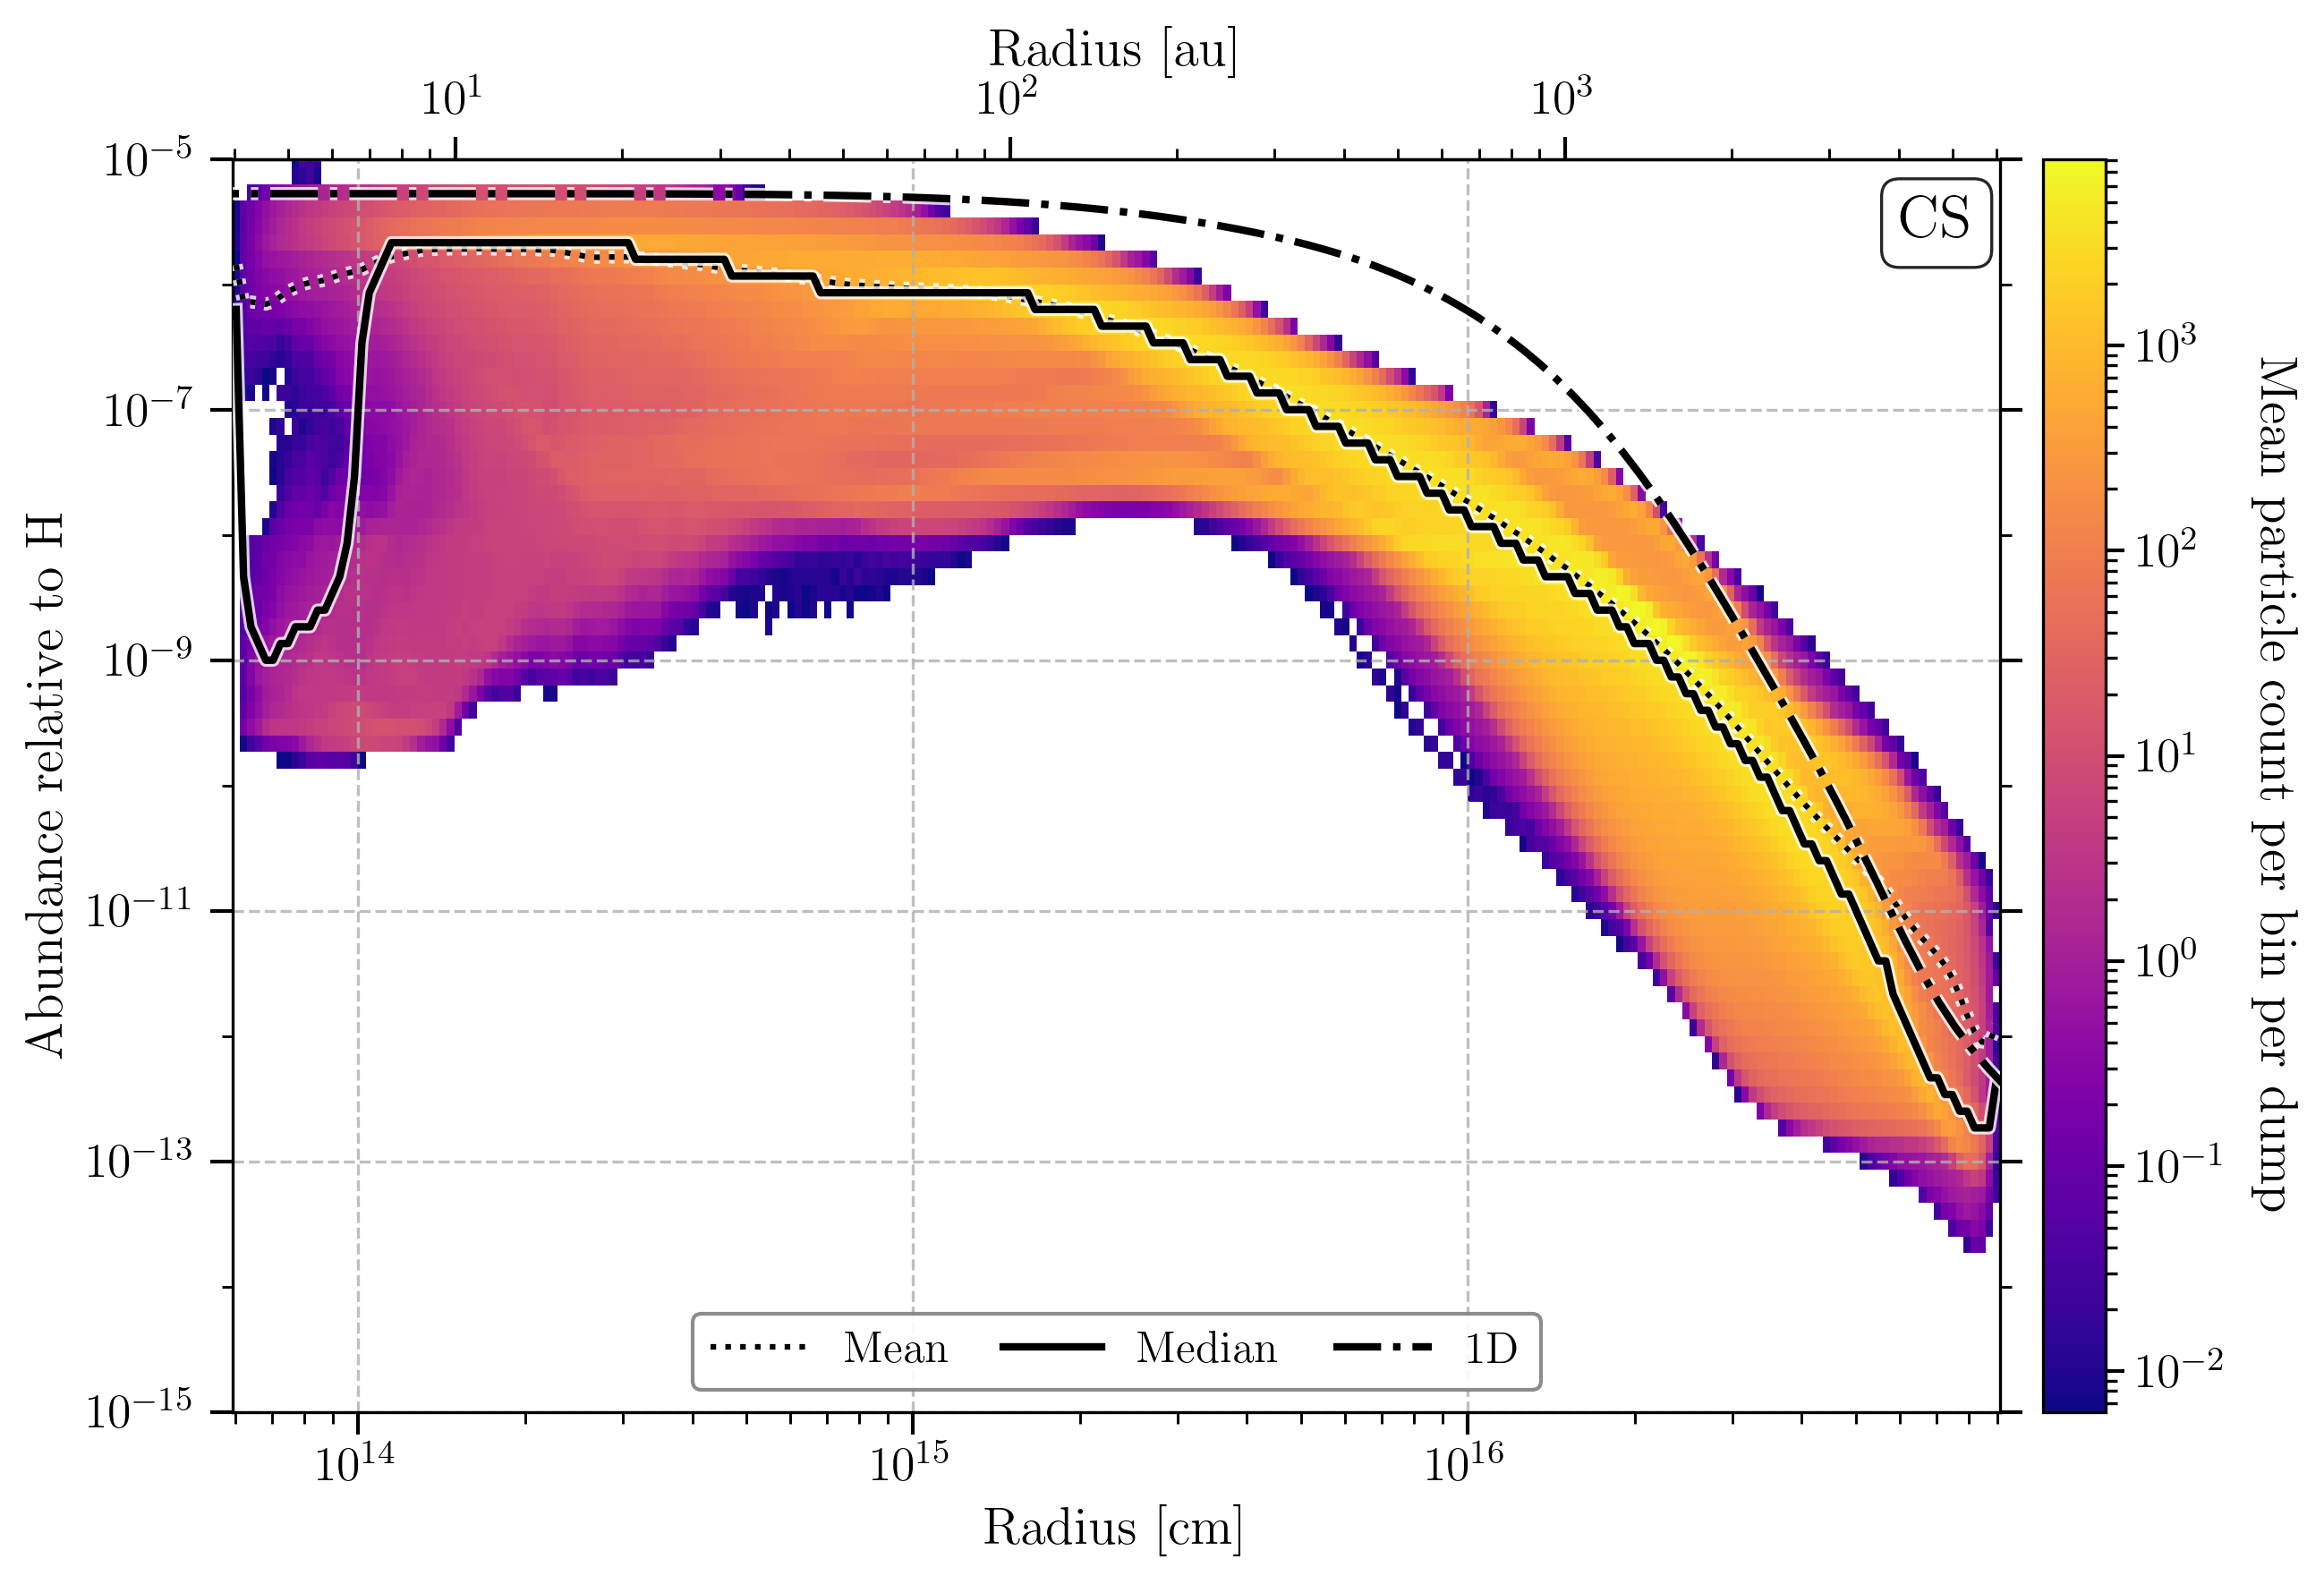 Radius [au]
10^1 10^2 10^3
CS
10^-5
10^-7
10^-9
10^-11
10^-13
10^-15
Abundance relative to H
Mean Median 1D
10^14 10^15 10^16
Radius [cm]
10^3
10^2
10^1
10^0
10^-1
10^-2
Mean particle count per bin per dump